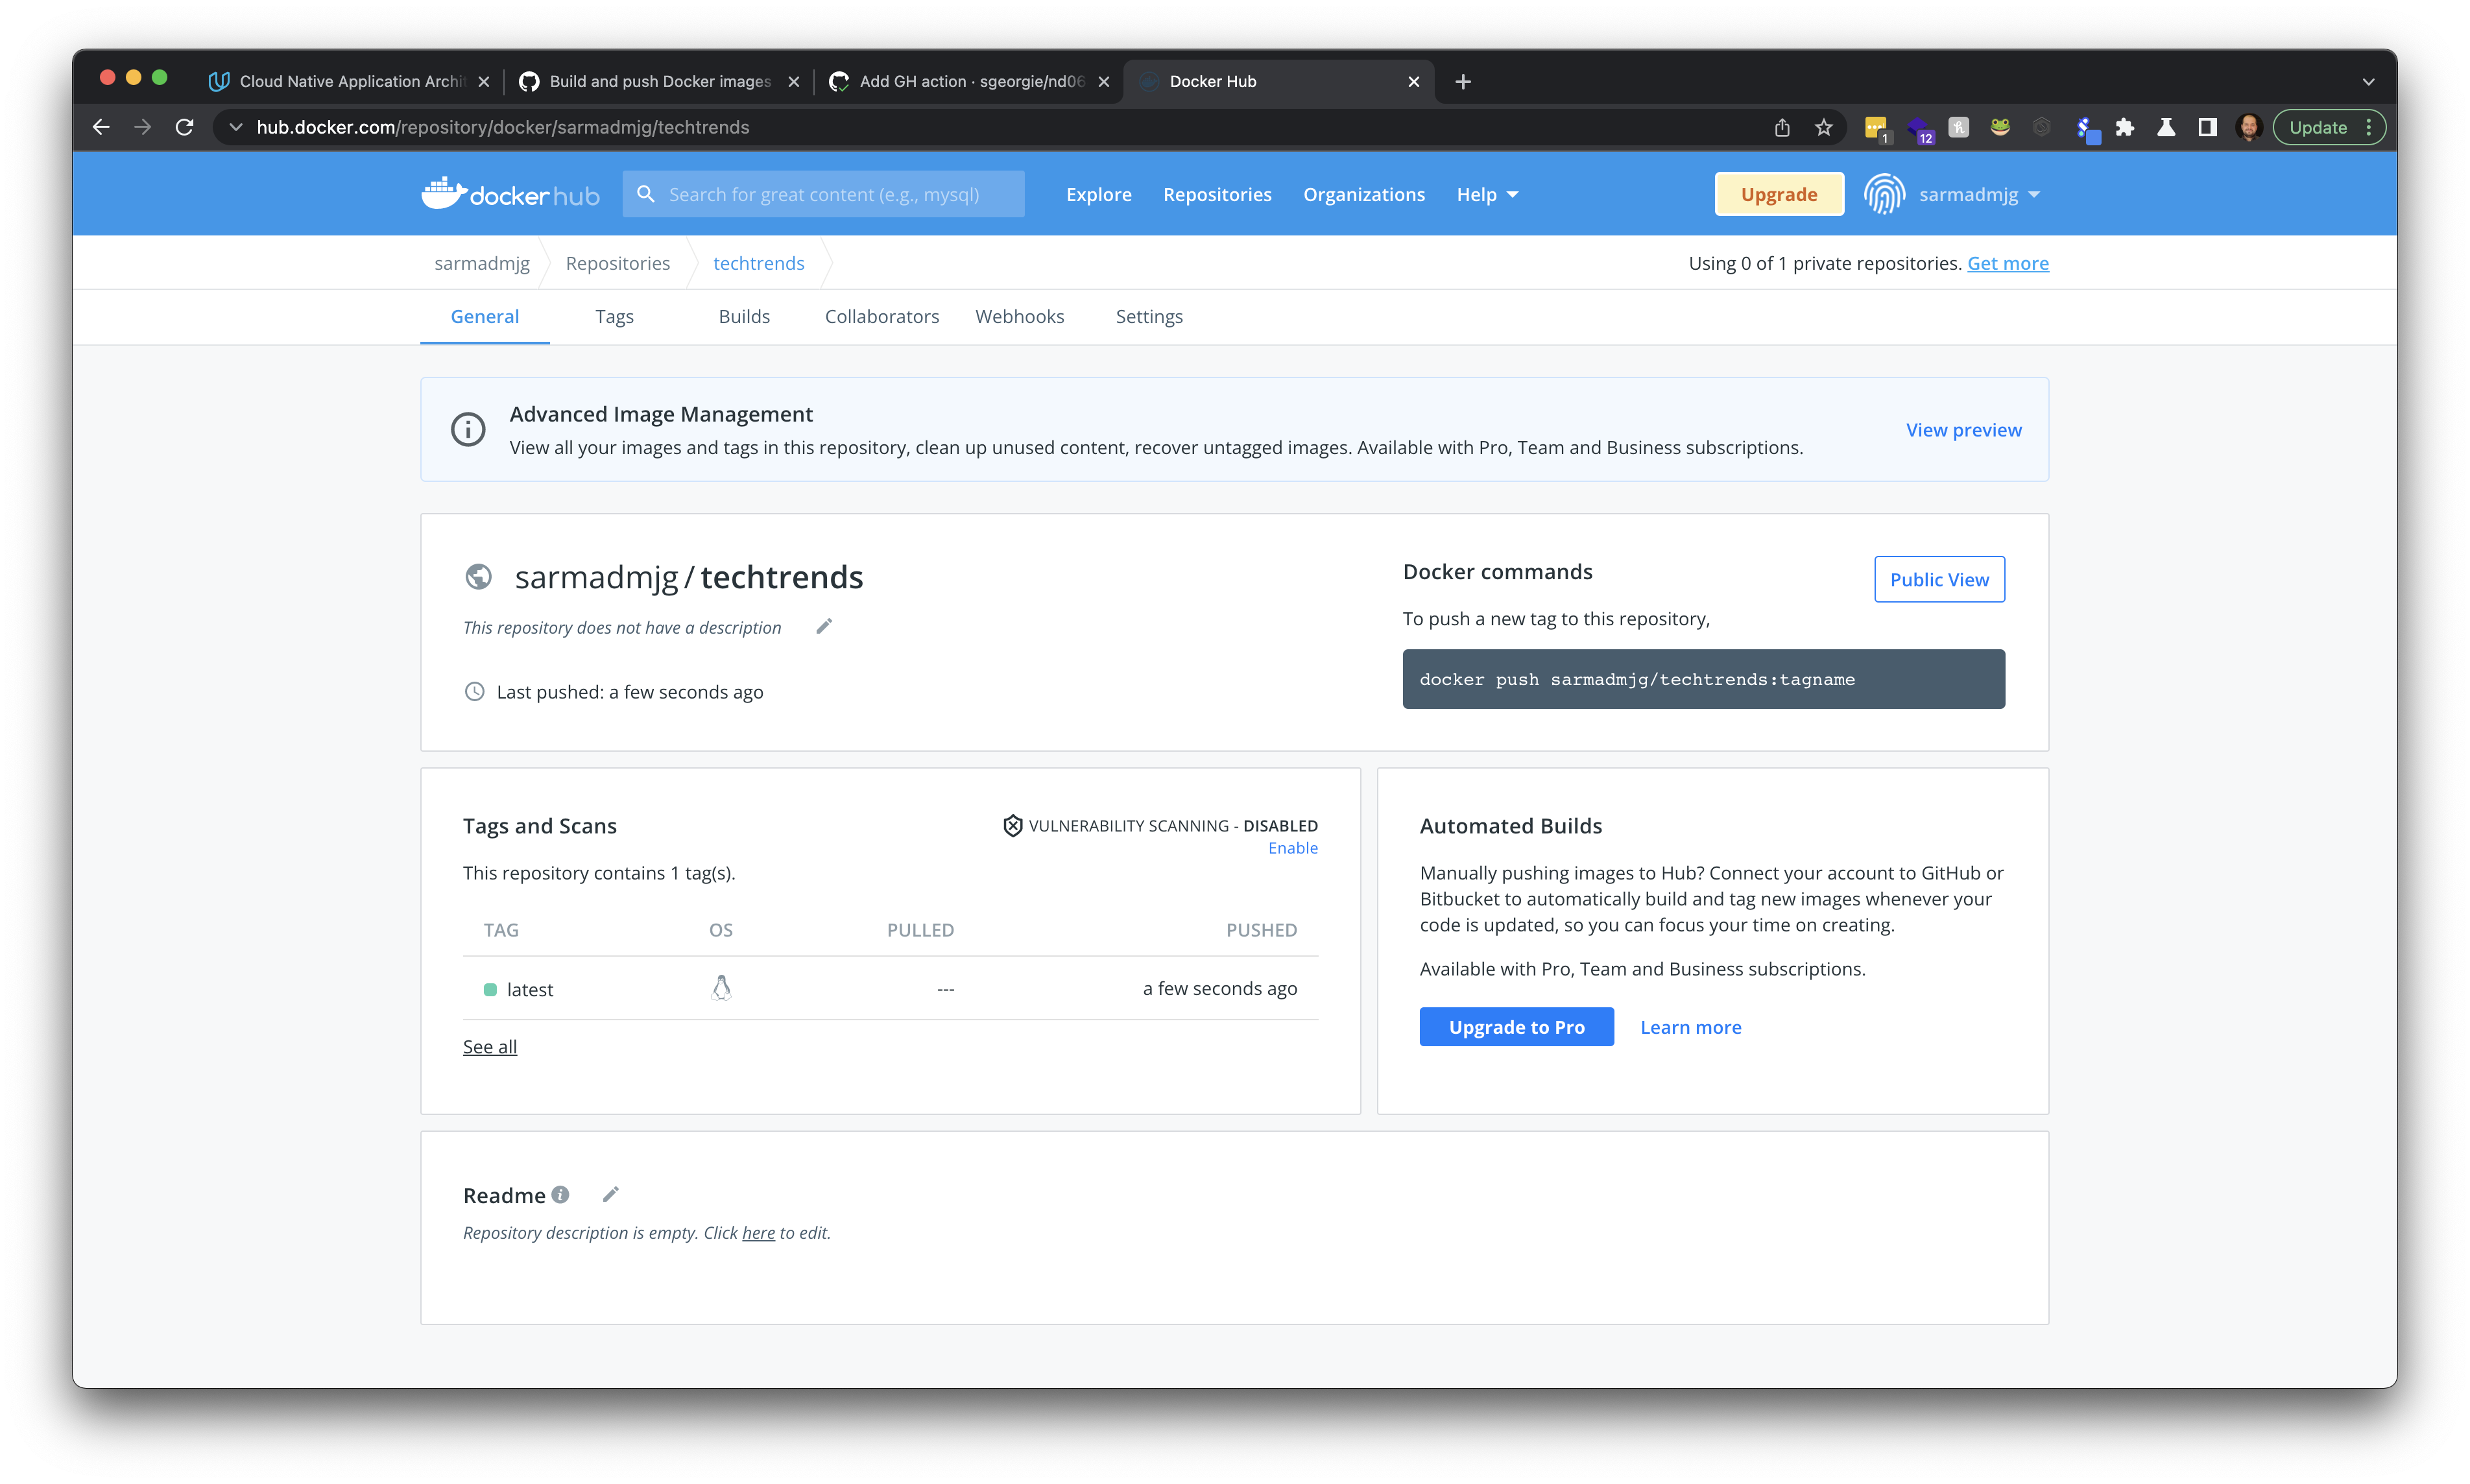 Cloud Native Application Archit
Build and push Docker images
Add GH action · sgeorgie/nd06
Docker Hub
hub.docker.com/repository/docker/sarmadmjg/techtrends
1
12
Update
docker hub
Search for great content (e.g., mysql)
Explore
Repositories
Organizations
Help
Upgrade
sarmadmjg
sarmadmjg
Repositories
techtrends
Using 0 of 1 private repositories. Get more
General
Tags
Builds
Collaborators
Webhooks
Settings
Advanced Image Management
View all your images and tags in this repository, clean up unused content, recover untagged images. Available with Pro, Team and Business subscriptions.
View preview
sarmadmjg / techtrends
This repository does not have a description
Last pushed: a few seconds ago
Docker commands
Public View
To push a new tag to this repository,
docker push sarmadmjg/techtrends:tagname
Tags and Scans
VULNERABILITY SCANNING - DISABLED
Enable
This repository contains 1 tag(s).
TAG OS PULLED PUSHED
latest --- a few seconds ago
See all
Automated Builds
Manually pushing images to Hub? Connect your account to GitHub or
Bitbucket to automatically build and tag new images whenever your
code is updated, so you can focus your time on creating.
Available with Pro, Team and Business subscriptions.
Upgrade to Pro
Learn more
Readme
Repository description is empty. Click here to edit.